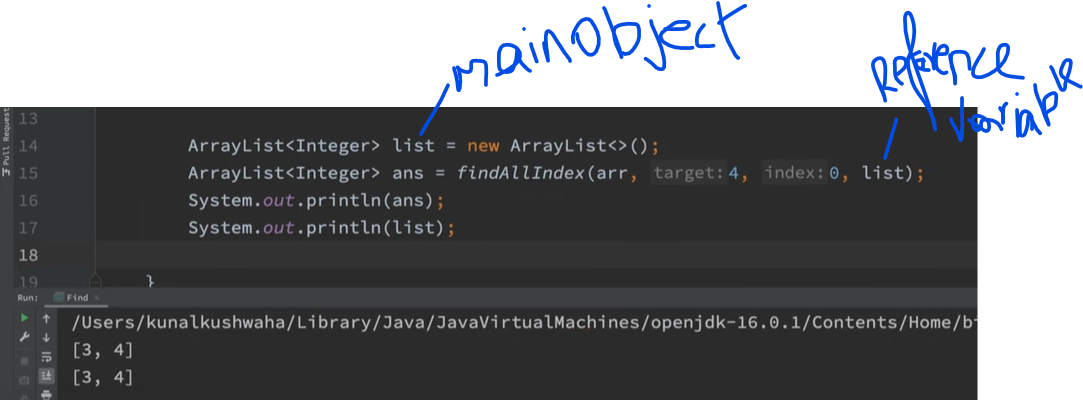 mainObject
Reference
variable
Pull Request
13
14 ArrayList<Integer> list = new ArrayList<>();
15 ArrayList<Integer> ans = findAllIndex(arr, target: 4, index: 0, list);
16 System.out.println(ans);
17 System.out.println(list);
18
19 }
Run: Find ×
/Users/kunalkushwaha/Library/Java/JavaVirtualMachines/openjdk-16.0.1/Contents/Home/b
[3, 4]
[3, 4]